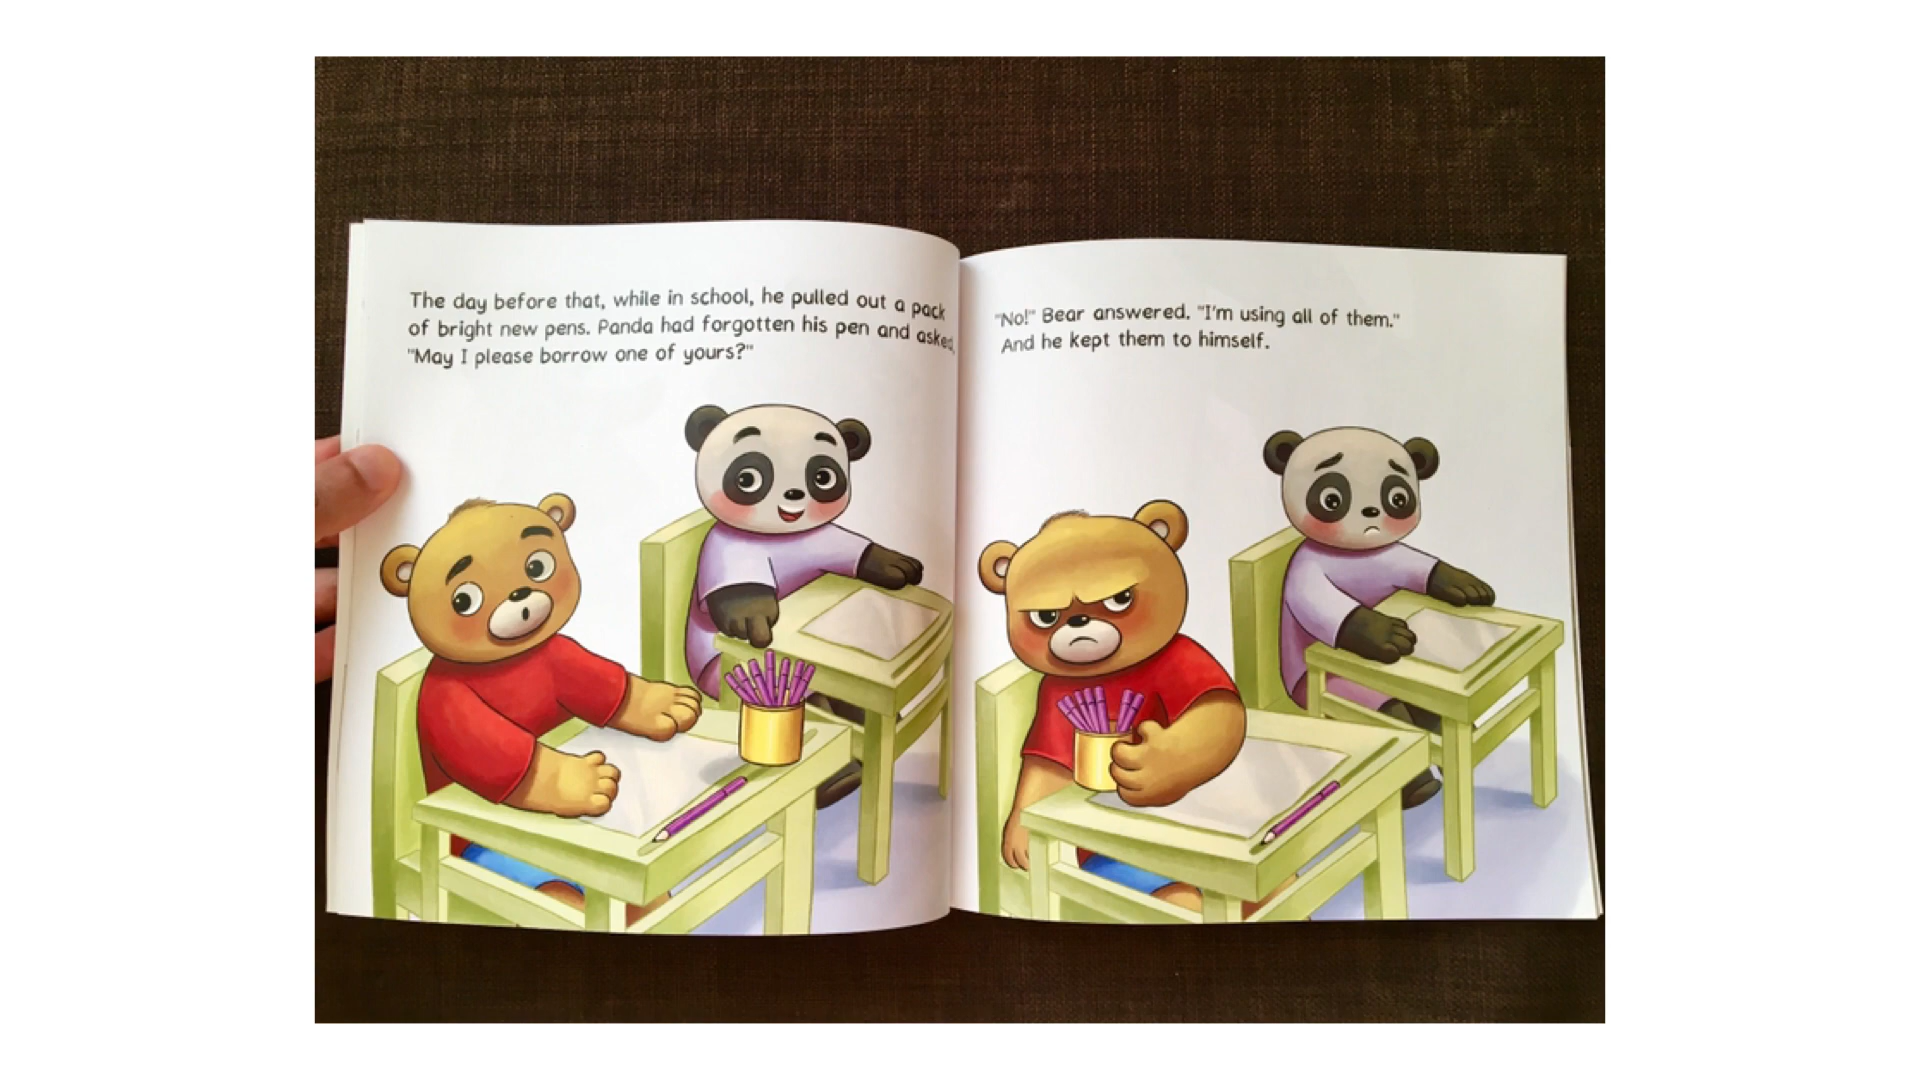 The day before that, while in school, he pulled out a pack
of bright new pens. Panda had forgotten his pen and asked,
"May I please borrow one of yours?"
"No!" Bear answered. "I'm using all of them."
And he kept them to himself.